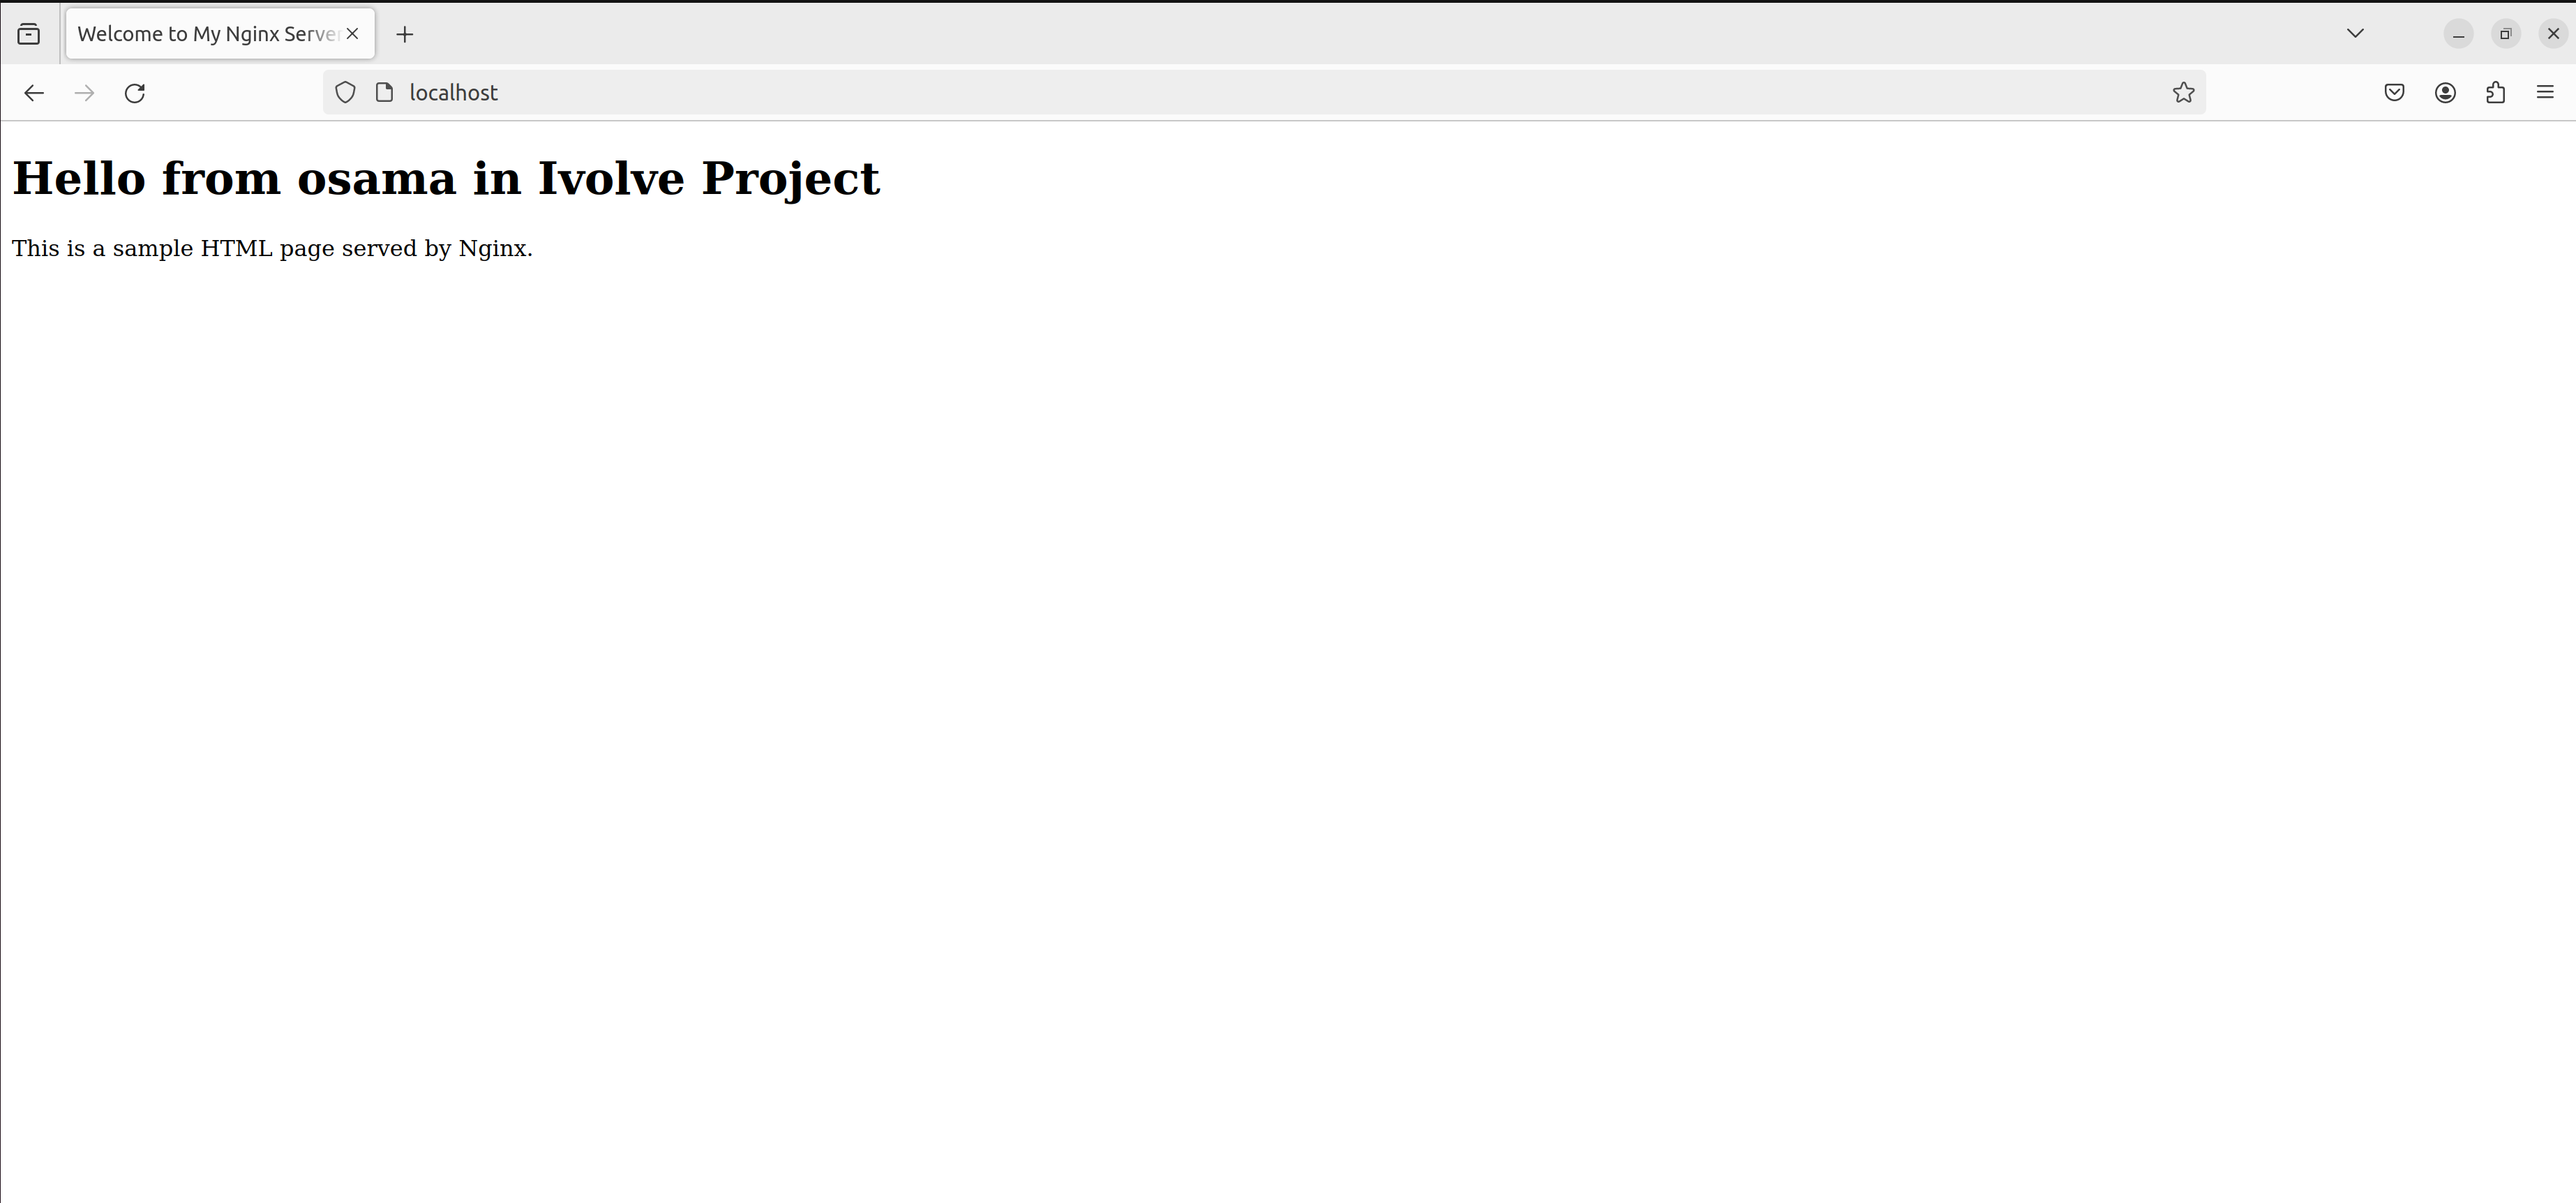 Welcome to My Nginx Server
localhost
Hello from osama in Ivolve Project
This is a sample HTML page served by Nginx.